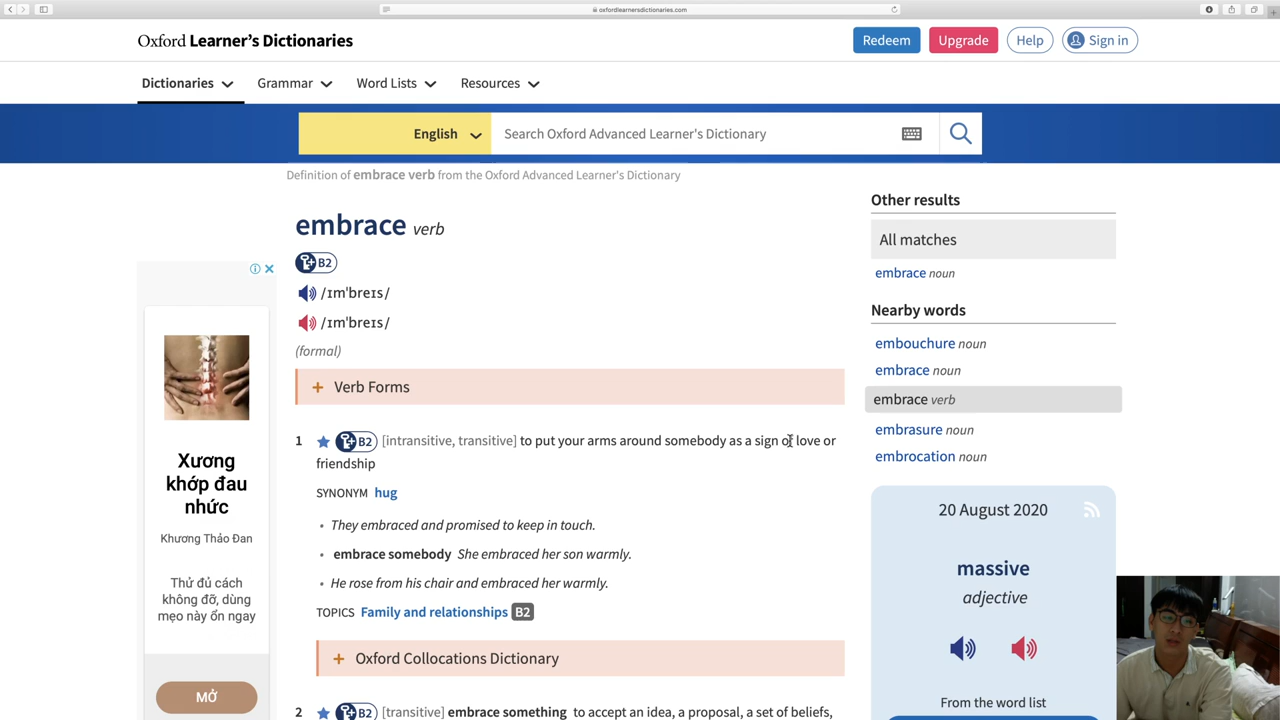 oxfordlearnersdictionaries.com
Oxford Learner's Dictionaries
Redeem
Upgrade
Help
Sign in
Dictionaries
Grammar
Word Lists
Resources
English
Search Oxford Advanced Learner's Dictionary
Definition of embrace verb from the Oxford Advanced Learner's Dictionary
embrace verb
B2
/ɪmˈbreɪs/
/ɪmˈbreɪs/
(formal)
+ Verb Forms
1 B2 [intransitive, transitive] to put your arms around somebody as a sign of love or
friendship
SYNONYM hug
• They embraced and promised to keep in touch.
• embrace somebody She embraced her son warmly.
• He rose from his chair and embraced her warmly.
TOPICS Family and relationships B2
+ Oxford Collocations Dictionary
2 B2 [transitive] embrace something to accept an idea, a proposal, a set of beliefs,
Xương
khớp đau
nhức
Khương Thảo Đan
Thử đủ cách
không đỡ, dùng
mẹo này ổn ngay
MỞ
Other results
All matches
embrace noun
Nearby words
embouchure noun
embrace noun
embrace verb
embrasure noun
embrocation noun
20 August 2020
massive
adjective
From the word list